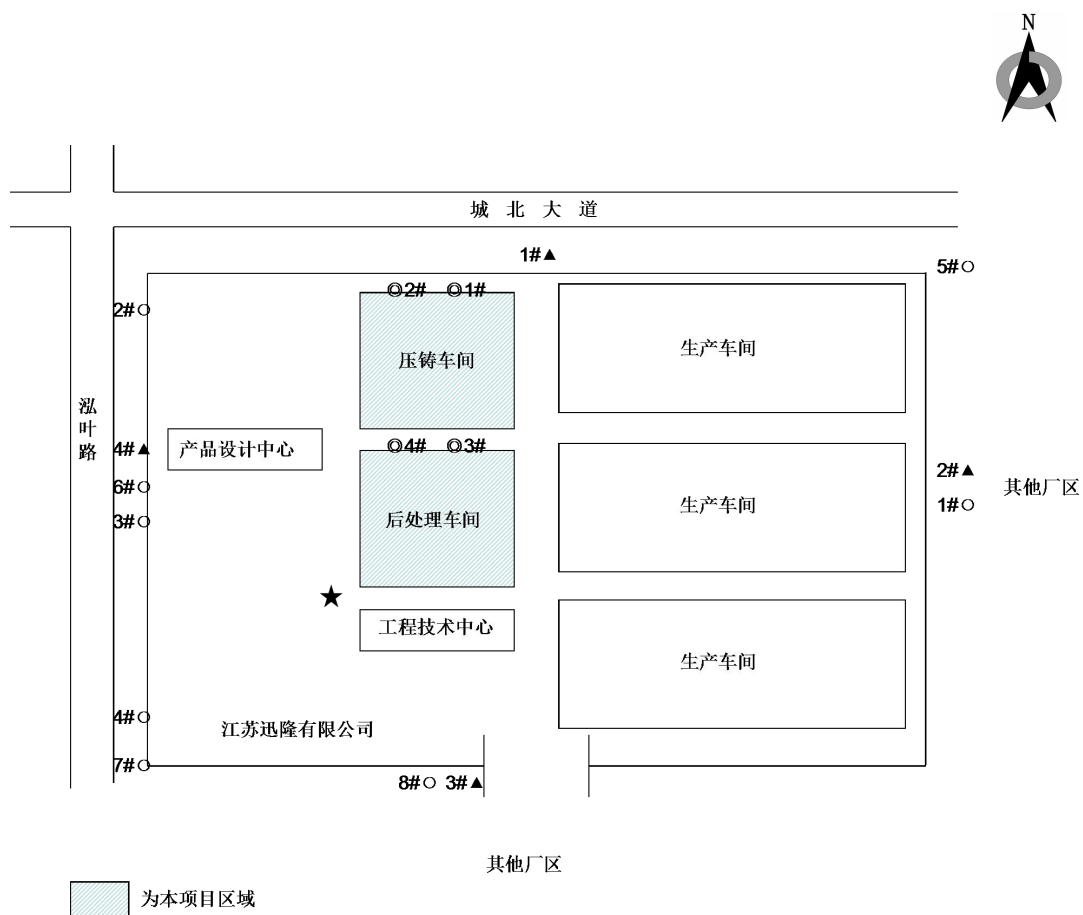 N
城北大道
1#▲
5#○
◎2# ◎1#
2#○
压铸车间
生产车间
泓叶路
4#▲
产品设计中心
◎4# ◎3#
2#▲
6#○
其他厂区
1#○
3#○
后处理车间
生产车间
★
工程技术中心
生产车间
4#○
江苏迅隆有限公司
7#○
8#○ 3#▲
其他厂区
为本项目区域